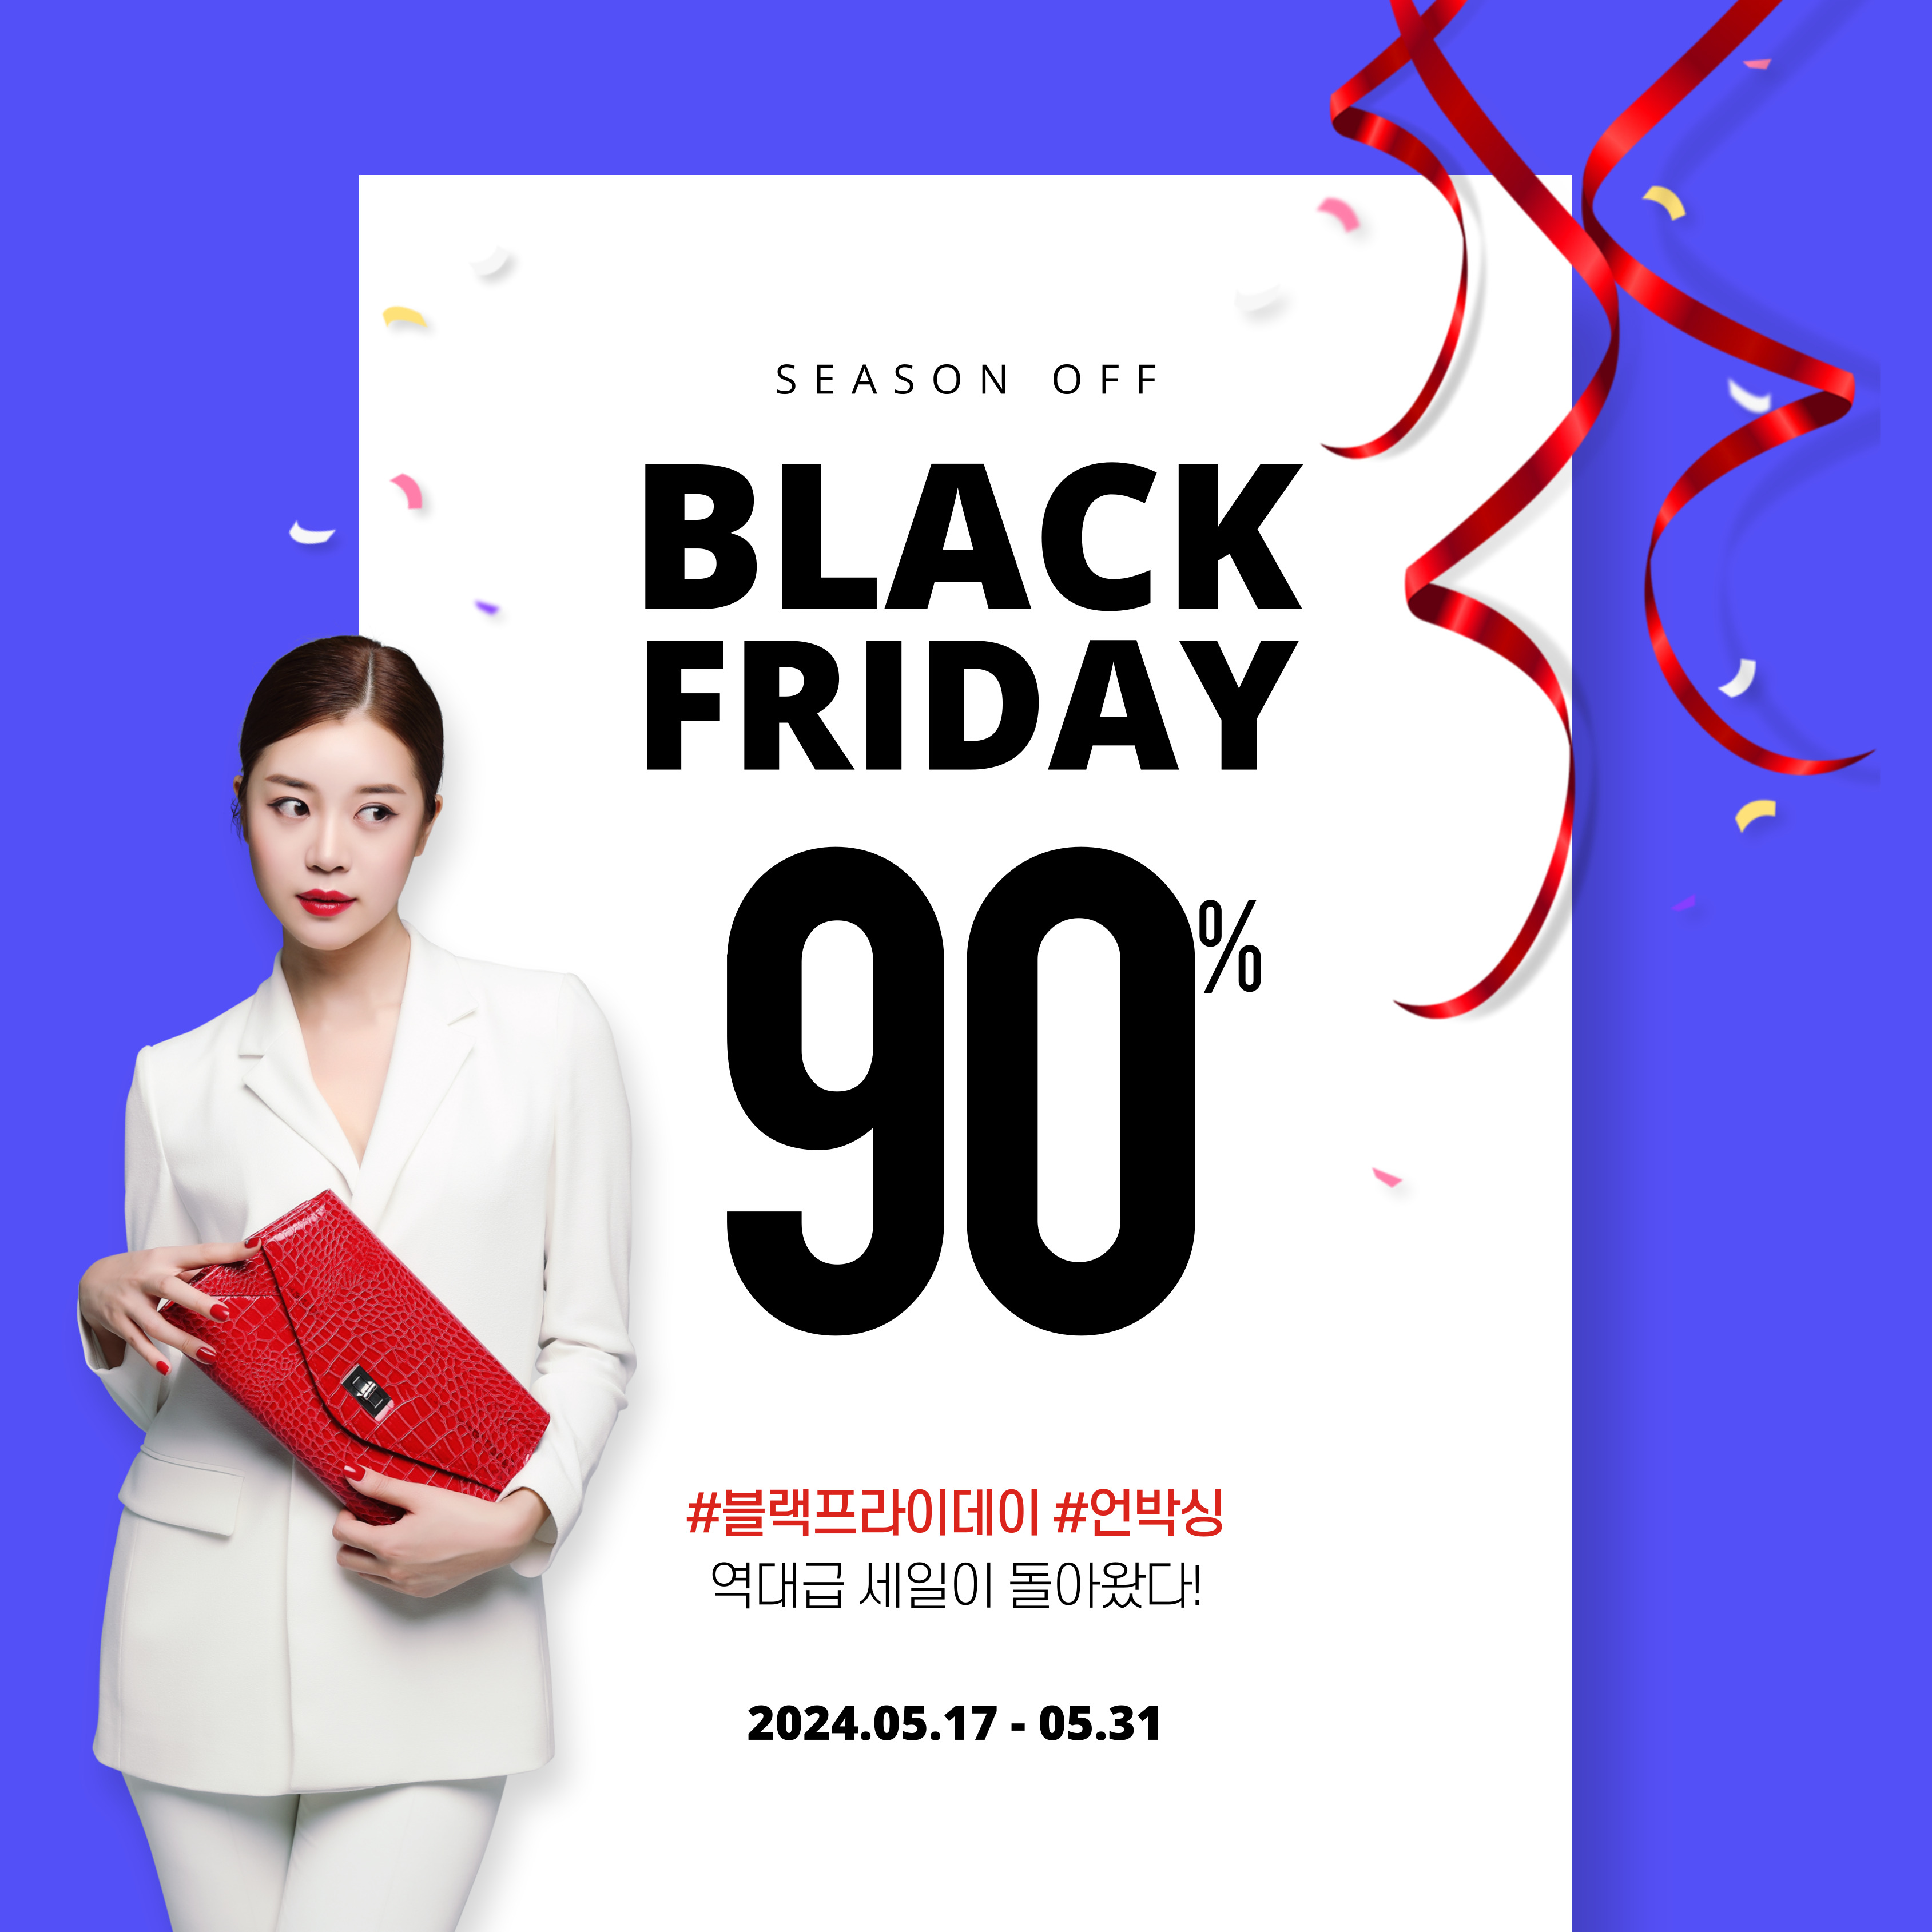 SEASON OFF
BLACK
FRIDAY
90%
#블랙프라이데이 #언박싱
역대급 세일이 돌아왔다!
2024.05.17 - 05.31